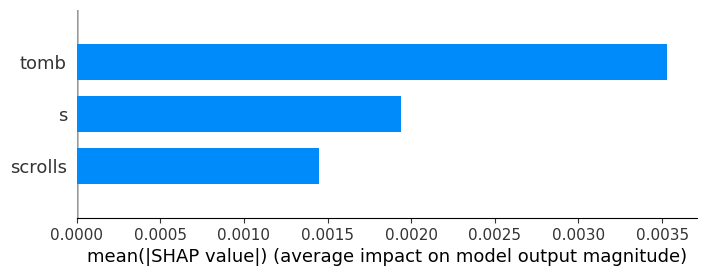 tomb
s
scrolls
0.0000 0.0005 0.0010 0.0015 0.0020 0.0025 0.0030 0.0035
mean(|SHAP value|) (average impact on model output magnitude)